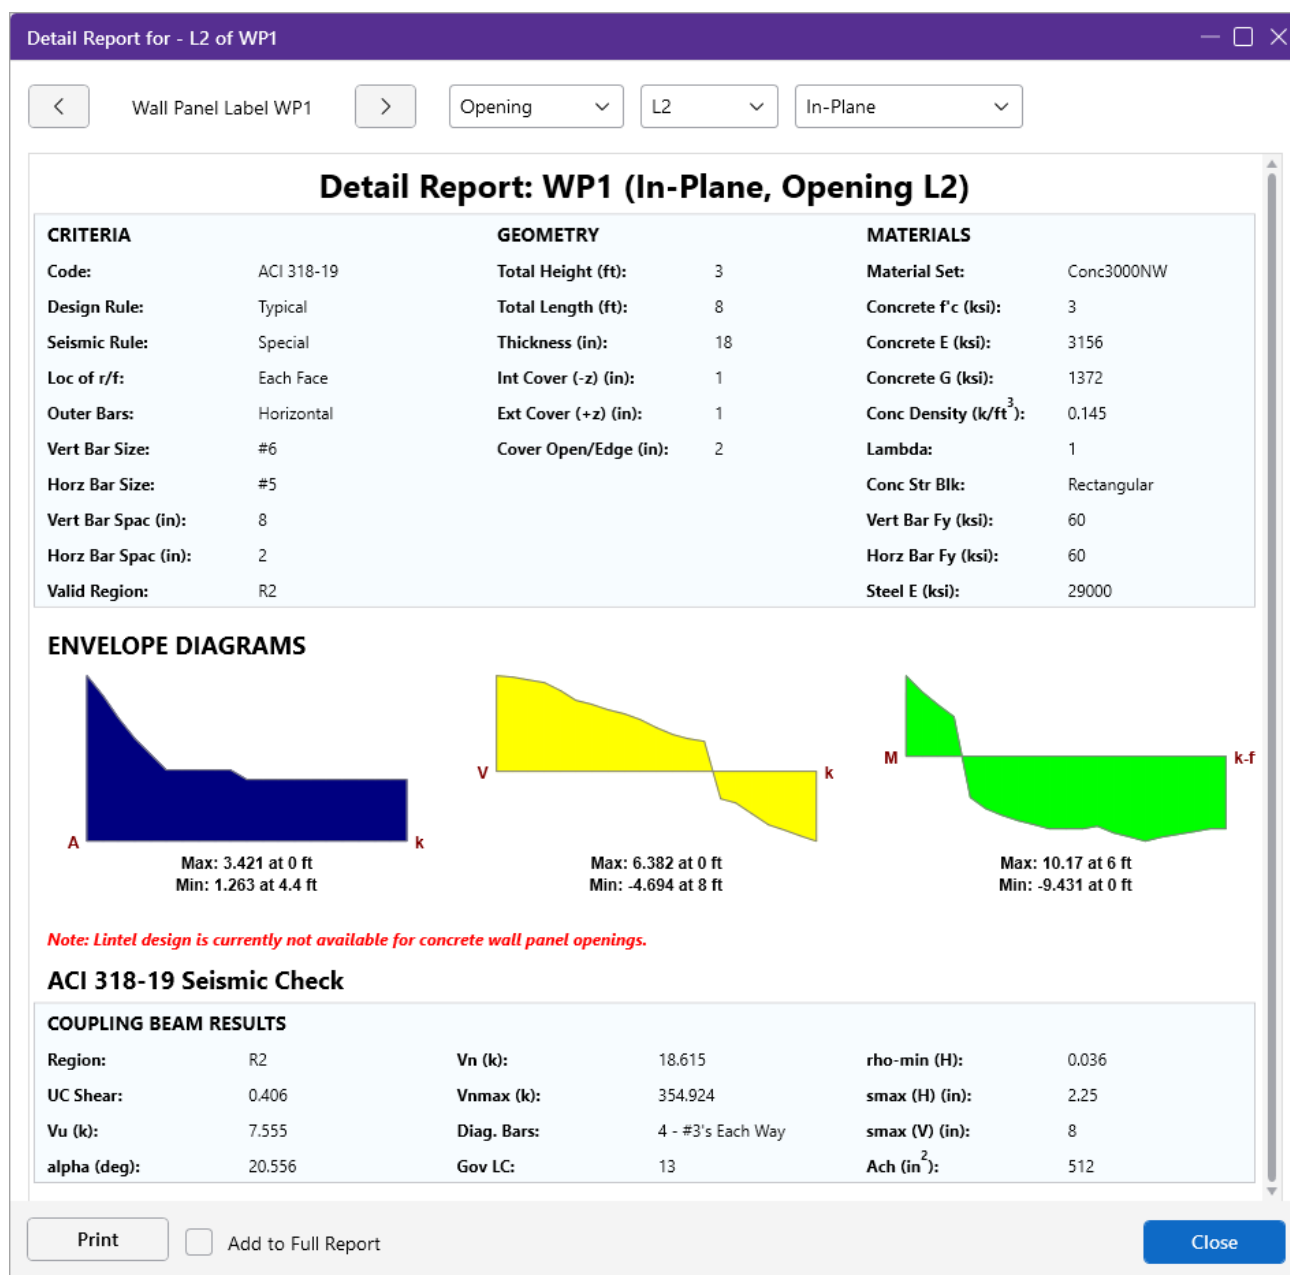 Detail Report for - L2 of WP1
Wall Panel Label WP1 Opening L2 In-Plane
Detail Report: WP1 (In-Plane, Opening L2)
CRITERIA GEOMETRY MATERIALS
Code: ACI 318-19 Total Height (ft): 3 Material Set: Conc3000NW
Design Rule: Typical Total Length (ft): 8 Concrete f'c (ksi): 3
Seismic Rule: Special Thickness (in): 18 Concrete E (ksi): 3156
Loc of r/f: Each Face Int Cover (-z) (in): 1 Concrete G (ksi): 1372
Outer Bars: Horizontal Ext Cover (+z) (in): 1 Conc Density (k/ft³): 0.145
Vert Bar Size: #6 Cover Open/Edge (in): 2 Lambda: 1
Horz Bar Size: #5 Conc Str Blk: Rectangular
Vert Bar Spac (in): 8 Vert Bar Fy (ksi): 60
Horz Bar Spac (in): 2 Horz Bar Fy (ksi): 60
Valid Region: R2 Steel E (ksi): 29000
ENVELOPE DIAGRAMS
A k V k M k-f
Max: 3.421 at 0 ft Max: 6.382 at 0 ft Max: 10.17 at 6 ft
Min: 1.263 at 4.4 ft Min: -4.694 at 8 ft Min: -9.431 at 0 ft
Note: Lintel design is currently not available for concrete wall panel openings.
ACI 318-19 Seismic Check
COUPLING BEAM RESULTS
Region: R2 Vn (k): 18.615 rho-min (H): 0.036
UC Shear: 0.406 Vnmax (k): 354.924 smax (H) (in): 2.25
Vu (k): 7.555 Diag. Bars: 4 - #3's Each Way smax (V) (in): 8
alpha (deg): 20.556 Gov LC: 13 Ach (in²): 512
Print Add to Full Report Close